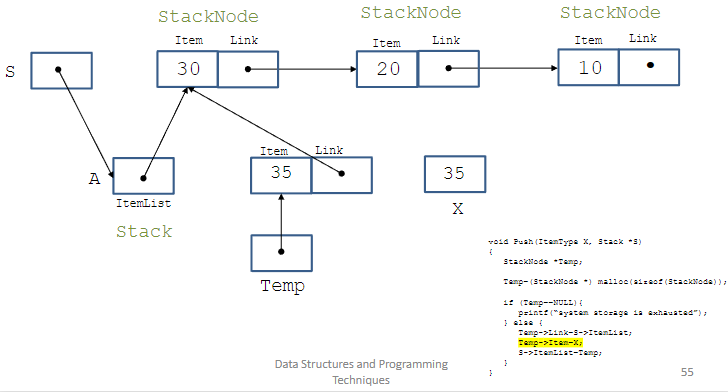 StackNode StackNode StackNode
Item Link Item Link Item Link
S 30 20 10
Item Link
A 35 35
ItemList X
Stack
Temp
void Push(ItemType X, Stack *S)
{
StackNode *Temp;
Temp=(StackNode *) malloc(sizeof(StackNode));
if (Temp==NULL){
printf("system storage is exhausted");
} else {
Temp->Link=S->ItemList;
Temp->Item=X;
S->ItemList=Temp;
}
}
Data Structures and Programming
Techniques
55